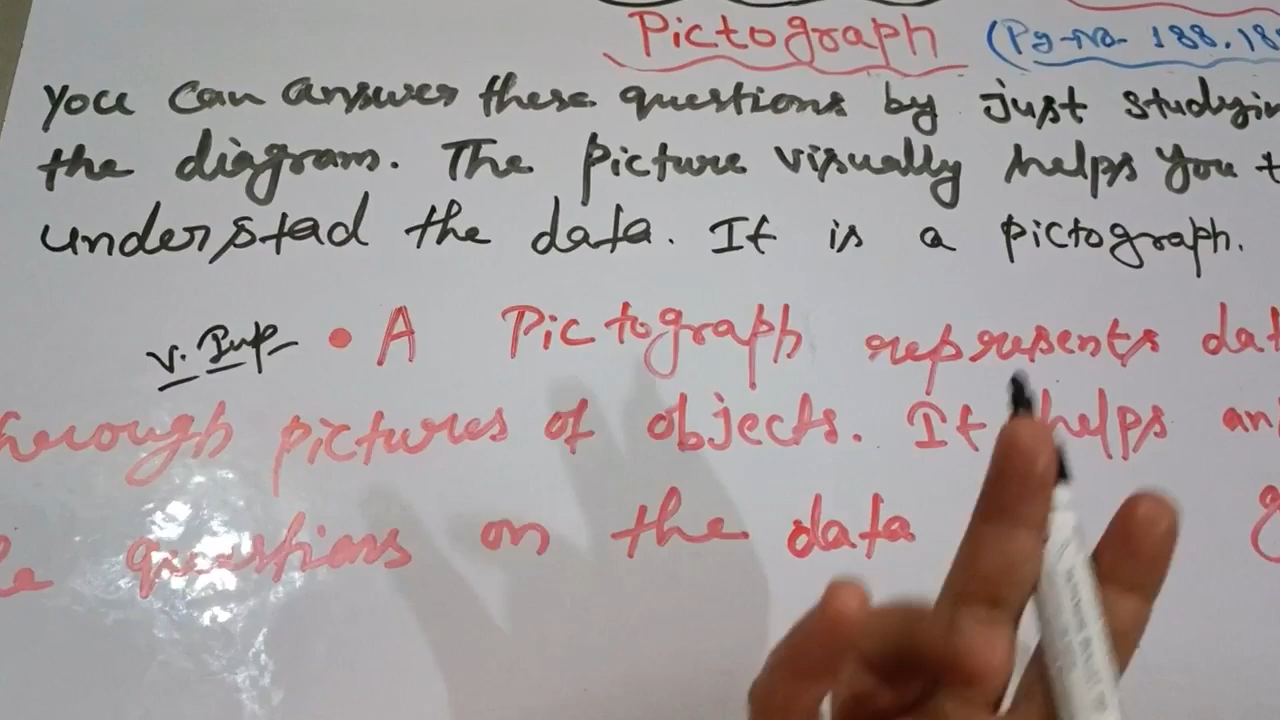 Pictograph (Pg-No- 188,18
you can answer these questions by just studyin
the diagram. The picture visually helps you t
understad the data. It is a pictograph.
v. Imp • A Pictograph represents dat
through pictures of objects. It helps an
questions on the data